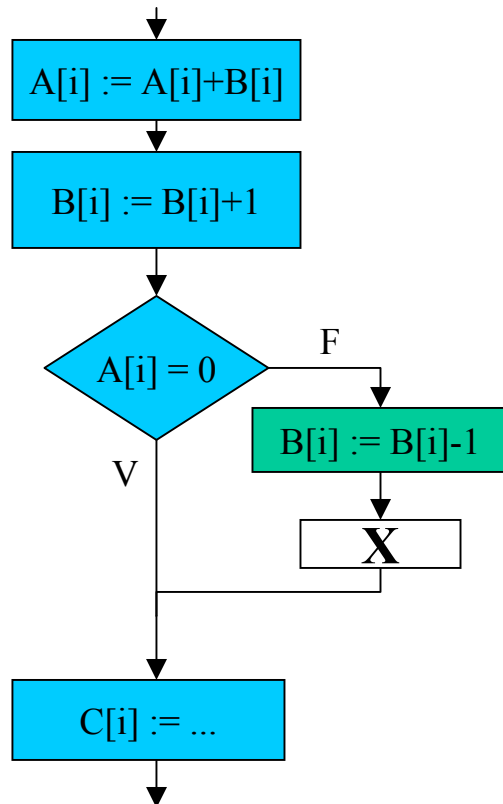 A[i] := A[i]+B[i]
B[i] := B[i]+1
A[i] = 0
F
B[i] := B[i]-1
V
X
C[i] := ...